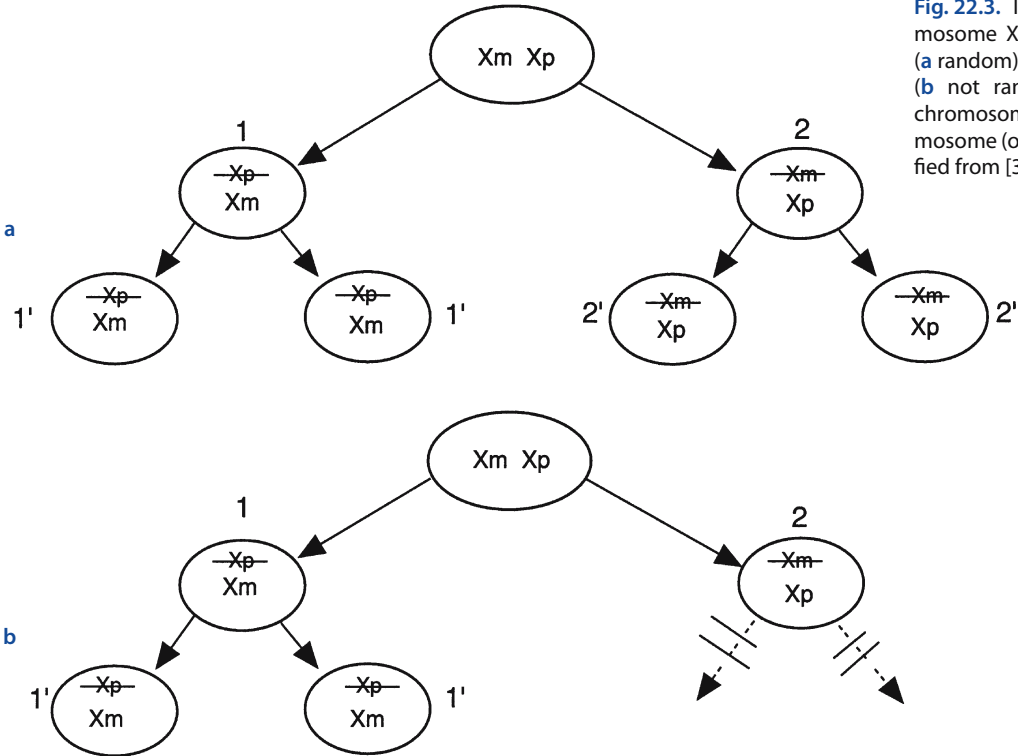 Fig. 22.3.
mosome X
(a random)
(b not ran
chromoson
mosome (o
fied from [3
Xm Xp
1
2
Xp
Xm
Xm
Xp
a
1'
Xp
Xm
Xp
Xm
1'
2'
Xm
Xp
Xm
Xp
2'
Xm Xp
1
2
Xp
Xm
Xm
Xp
b
1'
Xp
Xm
Xp
Xm
1'